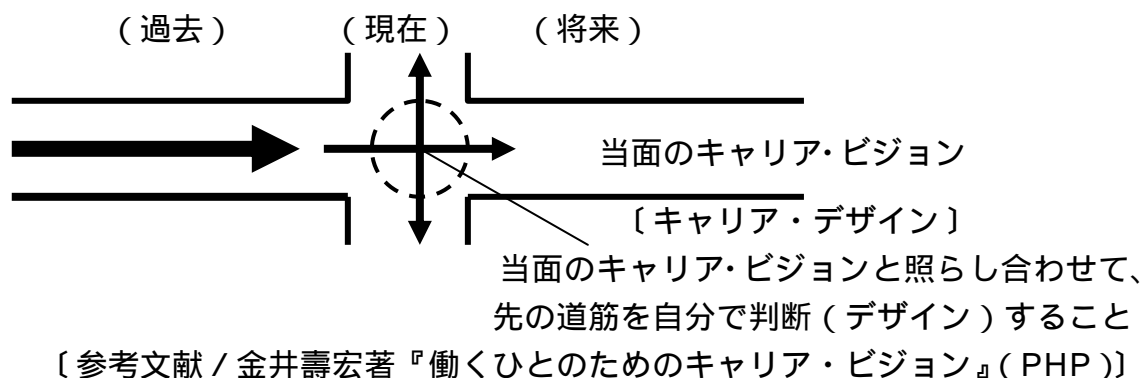 （過去） （現在） （将来）
当面のキャリア･ビジョン
〔キャリア・デザイン〕
当面のキャリア･ビジョンと照らし合わせて、
先の道筋を自分で判断（デザイン）すること
〔参考文献／金井壽宏著『働くひとのためのキャリア・ビジョン』（PHP）〕